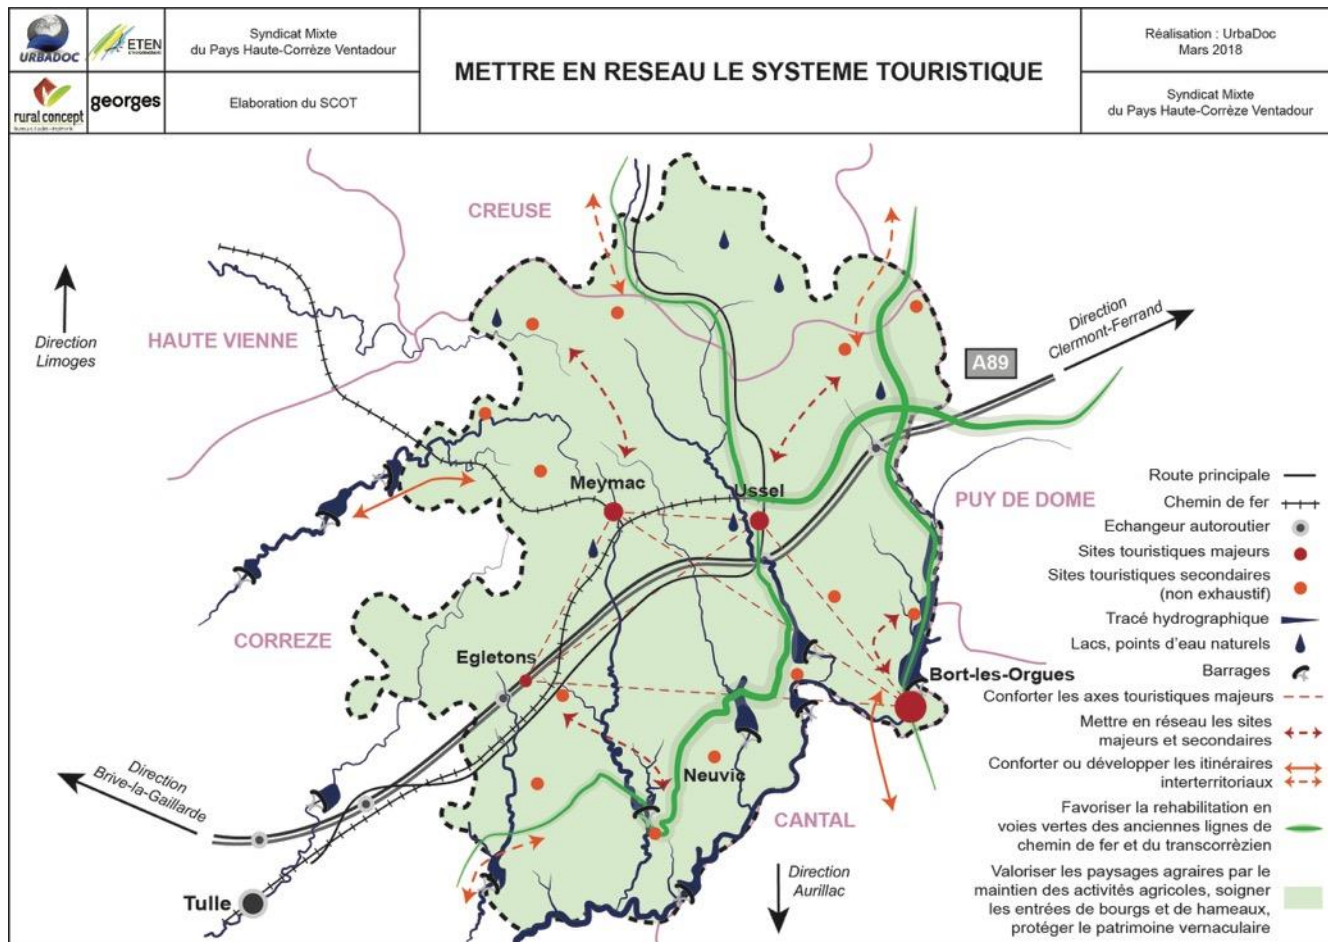 URBADOC
ETEN
Syndicat Mixte
du Pays Haute-Corrèze Ventadour
rural concept
georges
Elaboration du SCOT
METTRE EN RESEAU LE SYSTEME TOURISTIQUE
Réalisation : UrbaDoc
Mars 2018
Syndicat Mixte
du Pays Haute-Corrèze Ventadour
CREUSE
Direction
Limoges
HAUTE VIENNE
Direction
Clermont-Ferrand
A89
Meymac
Ussel
PUY DE DOME
CORREZE
Egletons
Bort-les-Orgues
Neuvic
Direction
Brive-la-Gaillarde
CANTAL
Direction
Aurillac
Tulle
Route principale
Chemin de fer
Echangeur autoroutier
Sites touristiques majeurs
Sites touristiques secondaires
(non exhaustif)
Tracé hydrographique
Lacs, points d'eau naturels
Barrages
Conforter les axes touristiques majeurs
Mettre en réseau les sites
majeurs et secondaires
Conforter ou développer les itinéraires
interterritoriaux
Favoriser la rehabilitation en
voies vertes des anciennes lignes de
chemin de fer et du transcorrèzien
Valoriser les paysages agraires par le
maintien des activités agricoles, soigner
les entrées de bourgs et de hameaux,
protéger le patrimoine vernaculaire